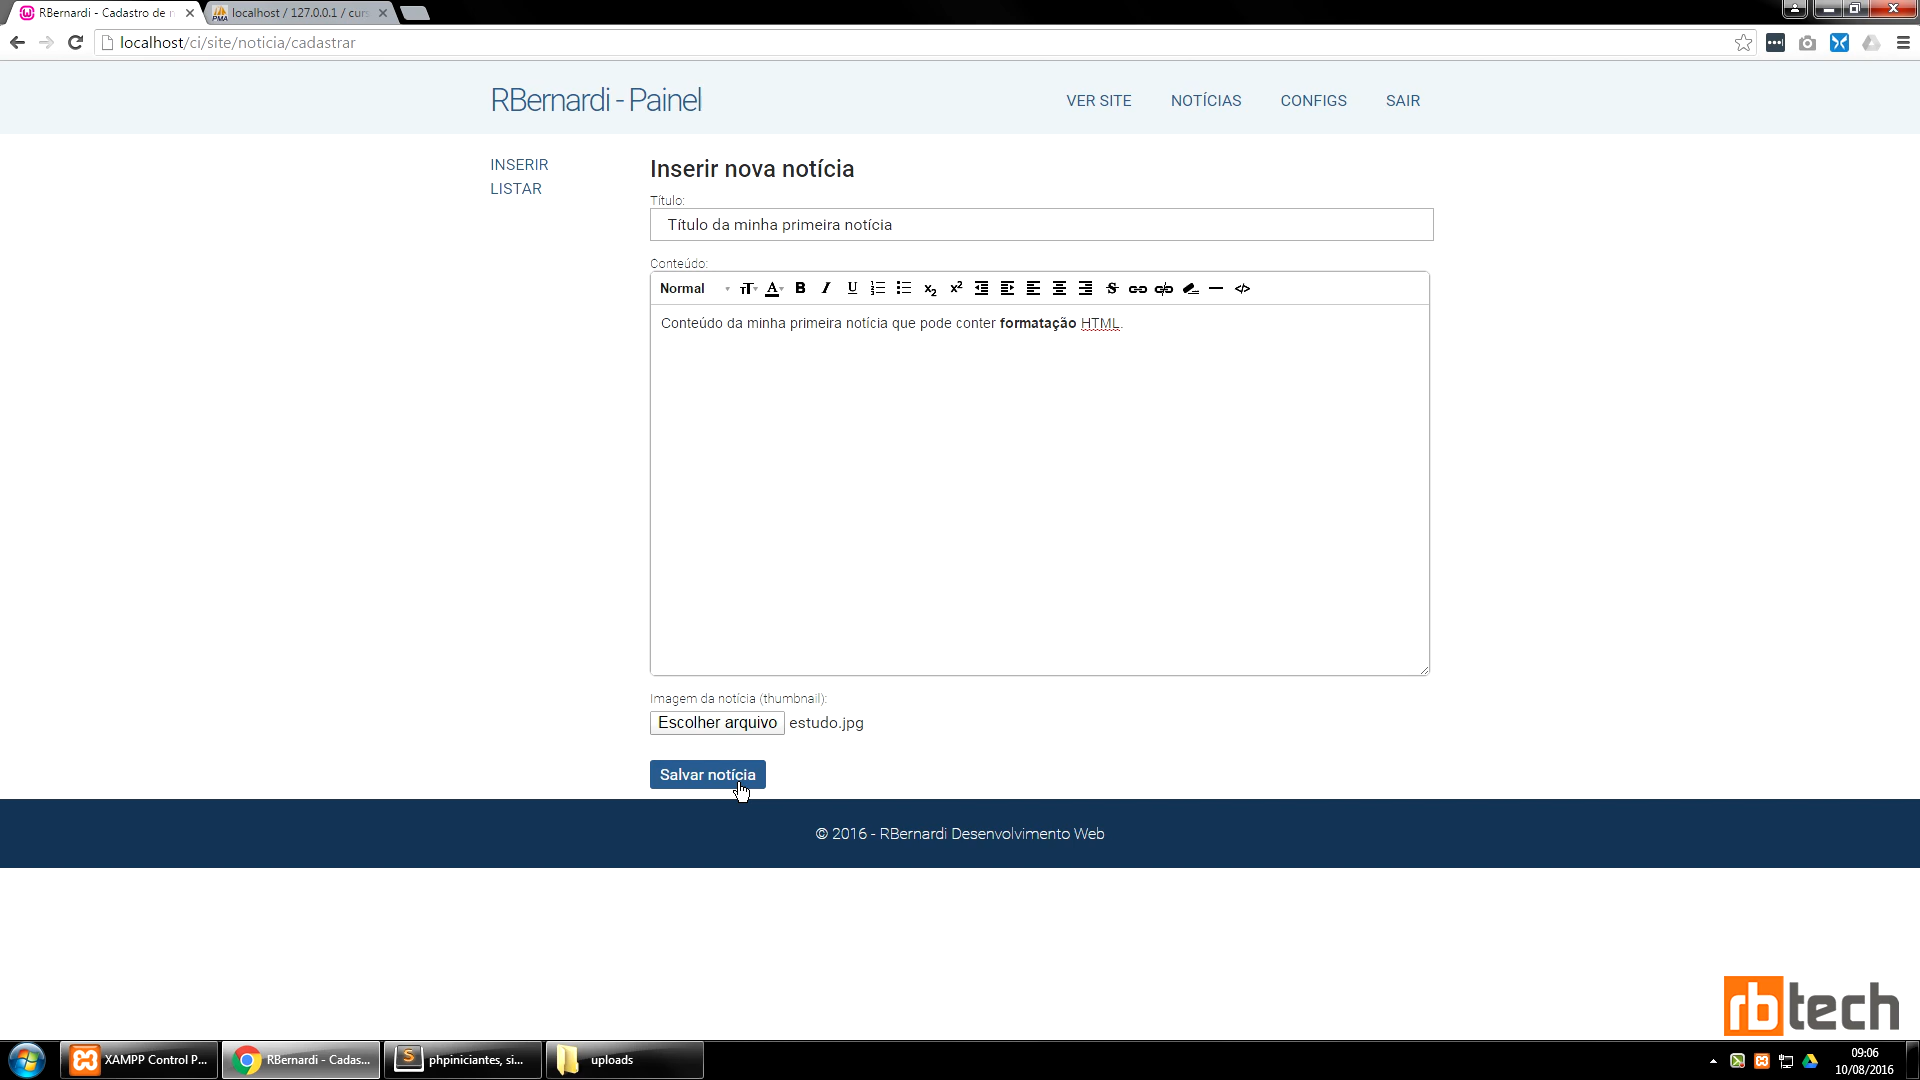 RBernardi - Cadastro de n
localhost / 127.0.0.1 / curs
localhost/ci/site/noticia/cadastrar
RBernardi - Painel
VER SITE NOTÍCIAS CONFIGS SAIR
INSERIR
LISTAR
Inserir nova notícia
Título:
Título da minha primeira notícia
Conteúdo:
Normal
Conteúdo da minha primeira notícia que pode conter formatação HTML.
Imagem da notícia (thumbnail):
Escolher arquivo estudo.jpg
Salvar notícia
© 2016 - RBernardi Desenvolvimento Web
rbtech
XAMPP Control P... RBernardi - Cadas... phpiniciantes, si... uploads
09:06
10/08/2016